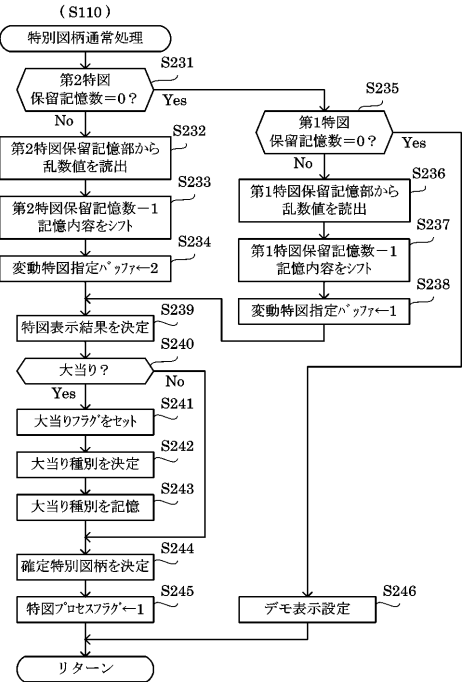 (S110)
特別図柄通常処理
S231
第2特図
保留記憶数=0?
Yes
No
S232
第2特図保留記憶部から
乱数値を読出
S233
第2特図保留記憶数−1
記憶内容をシフト
S234
変動特図指定バッファ←2
S235
第1特図
保留記憶数=0?
Yes
No
S236
第1特図保留記憶部から
乱数値を読出
S237
第1特図保留記憶数−1
記憶内容をシフト
S238
変動特図指定バッファ←1
S239
特図表示結果を決定
S240
大当り?
No
Yes
S241
大当りフラグをセット
S242
大当り種別を決定
S243
大当り種別を記憶
S244
確定特別図柄を決定
S245
特図プロセスフラグ←1
S246
デモ表示設定
リターン